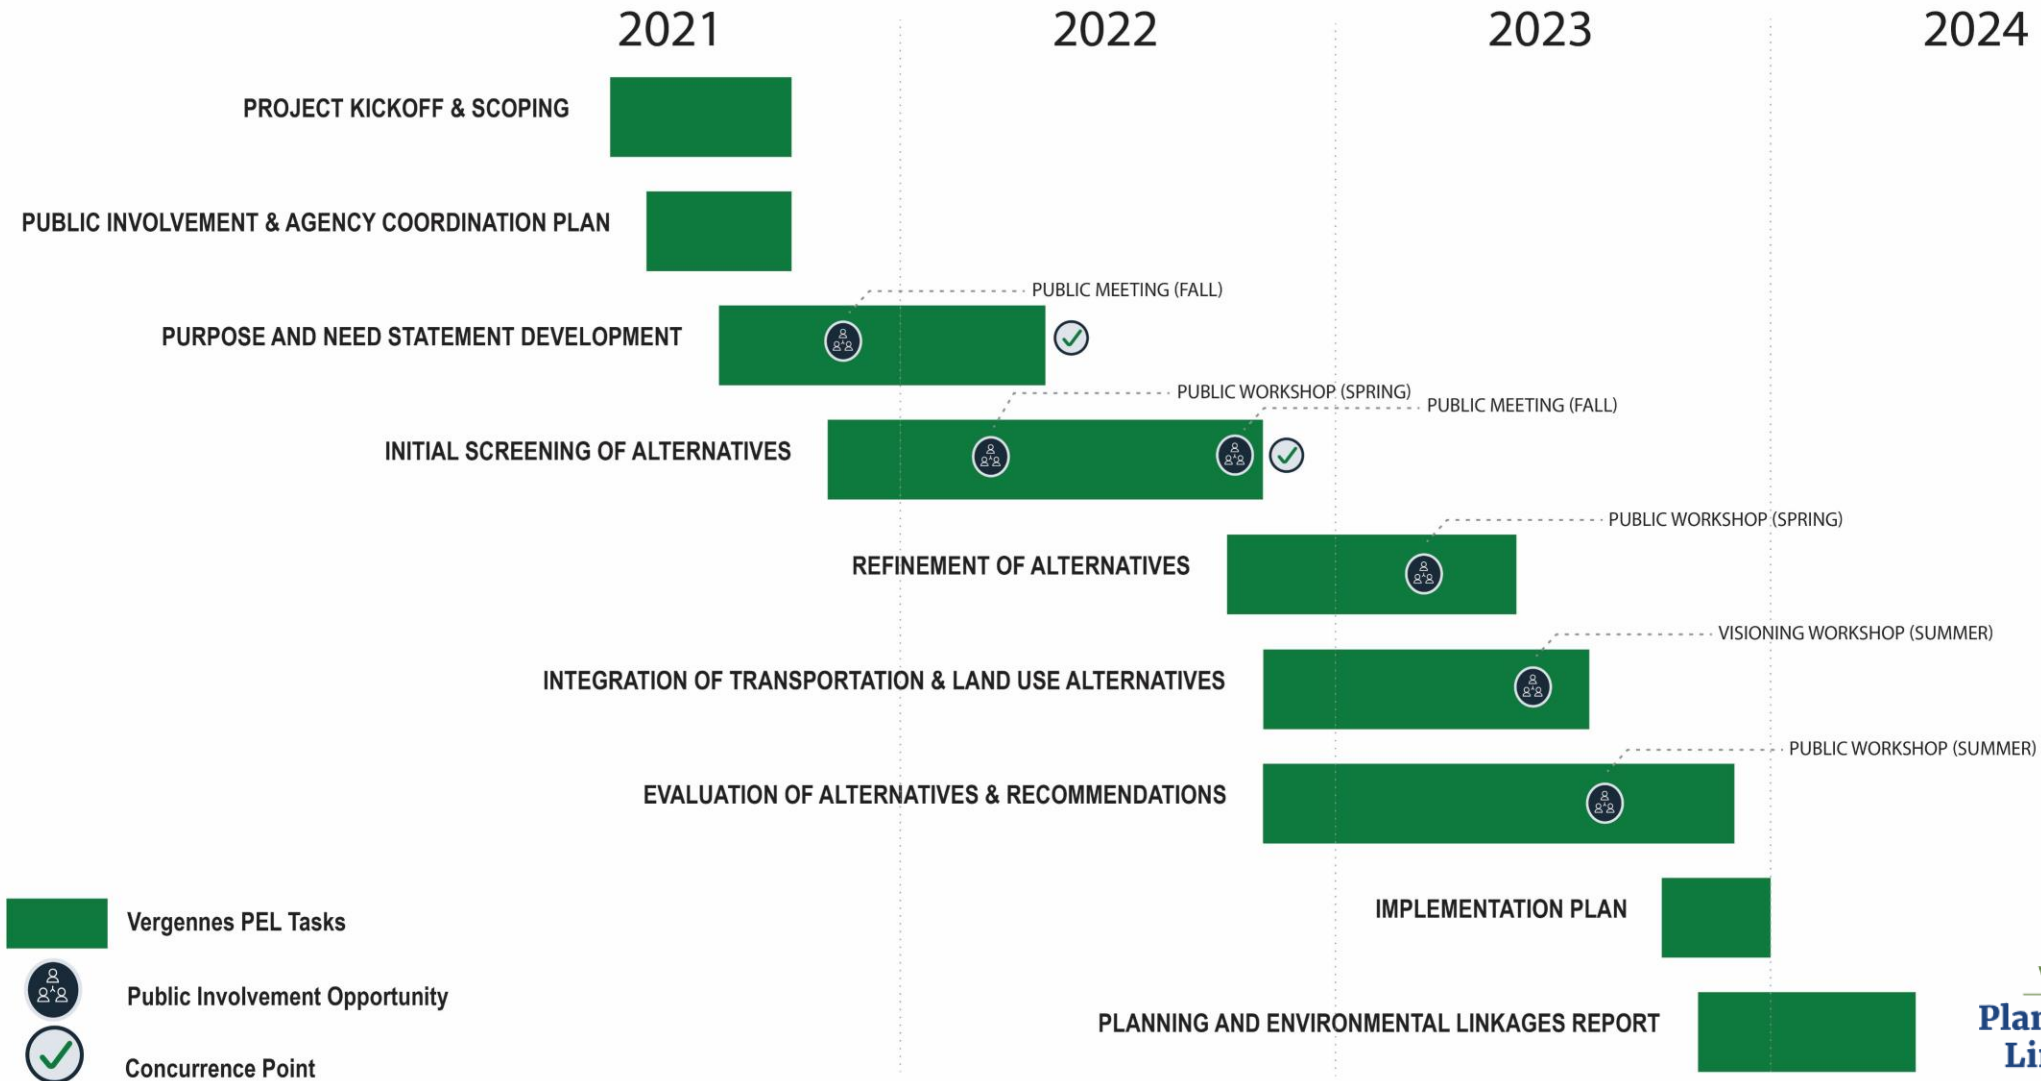 2021 2022 2023 2024
PROJECT KICKOFF & SCOPING
PUBLIC INVOLVEMENT & AGENCY COORDINATION PLAN
PUBLIC MEETING (FALL)
PURPOSE AND NEED STATEMENT DEVELOPMENT
PUBLIC WORKSHOP (SPRING)
PUBLIC MEETING (FALL)
INITIAL SCREENING OF ALTERNATIVES
PUBLIC WORKSHOP (SPRING)
REFINEMENT OF ALTERNATIVES
VISIONING WORKSHOP (SUMMER)
INTEGRATION OF TRANSPORTATION & LAND USE ALTERNATIVES
PUBLIC WORKSHOP (SUMMER)
EVALUATION OF ALTERNATIVES & RECOMMENDATIONS
IMPLEMENTATION PLAN
PLANNING AND ENVIRONMENTAL LINKAGES REPORT
Vergennes PEL Tasks
Public Involvement Opportunity
Concurrence Point